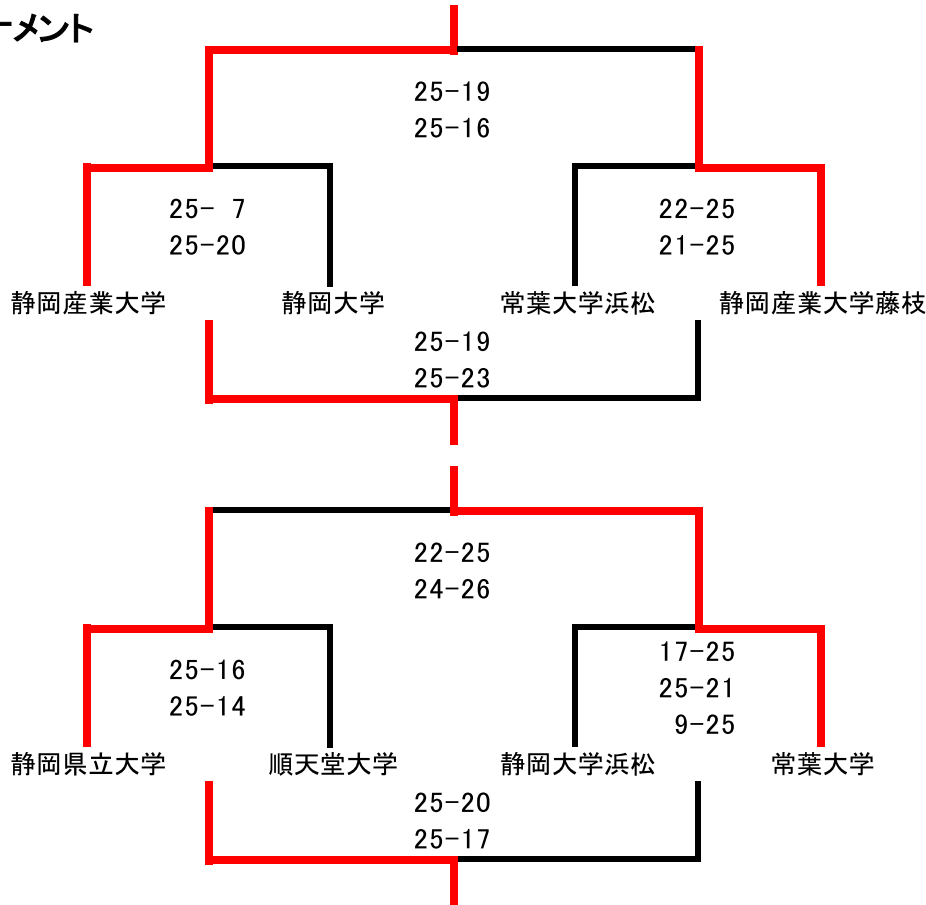 ーメント
25-19
25-16
25- 7
25-20
22-25
21-25
静岡産業大学
静岡大学
常葉大学浜松
静岡産業大学藤枝
25-19
25-23
22-25
24-26
25-16
25-14
17-25
25-21
9-25
静岡県立大学
順天堂大学
静岡大学浜松
常葉大学
25-20
25-17